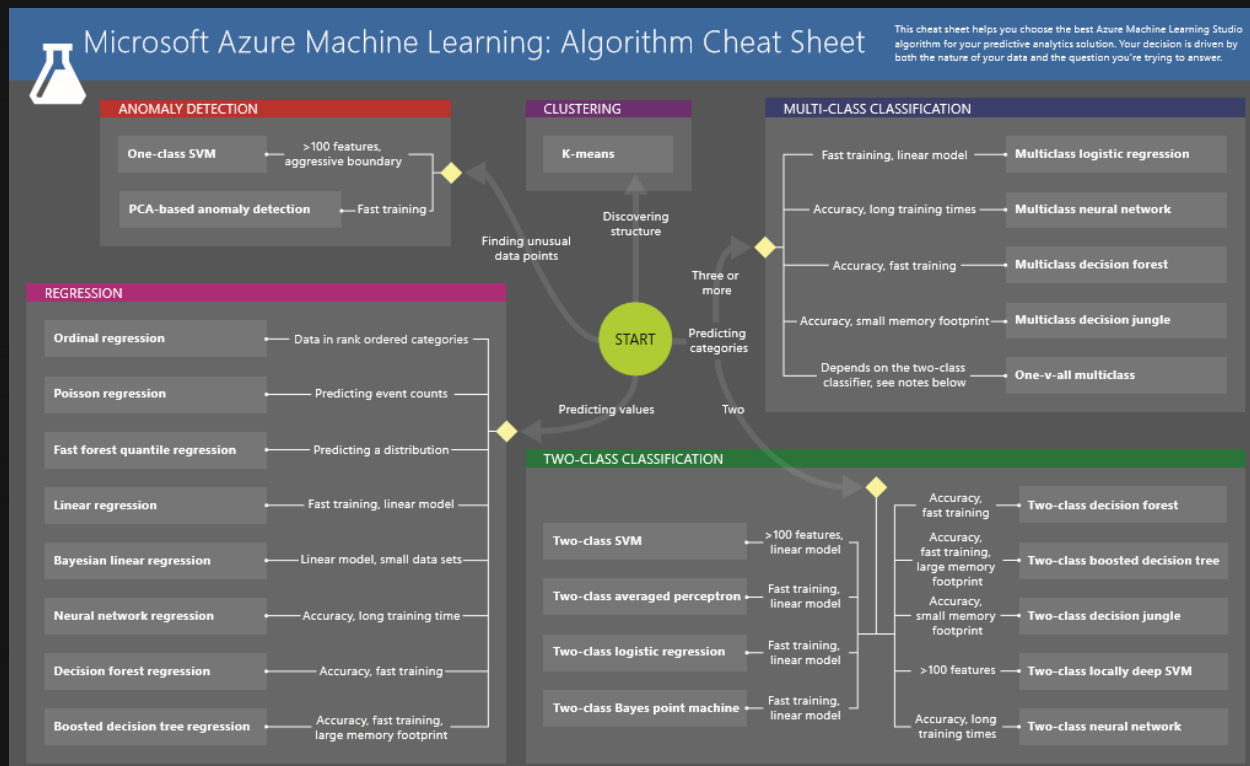 Microsoft Azure Machine Learning: Algorithm Cheat Sheet
This cheat sheet helps you choose the best Azure Machine Learning Studio
algorithm for your predictive analytics solution. Your decision is driven by
both the nature of your data and the question you're trying to answer.
ANOMALY DETECTION
One-class SVM
>100 features,
aggressive boundary
PCA-based anomaly detection
Fast training
CLUSTERING
K-means
MULTI-CLASS CLASSIFICATION
Fast training, linear model
Multiclass logistic regression
Accuracy, long training times
Multiclass neural network
Accuracy, fast training
Multiclass decision forest
Accuracy, small memory footprint
Multiclass decision jungle
Depends on the two-class
classifier, see notes below
One-v-all multiclass
Finding unusual
data points
Discovering
structure
Three or
more
START
Predicting
categories
Predicting values
Two
REGRESSION
Ordinal regression
Data in rank ordered categories
Poisson regression
Predicting event counts
Fast forest quantile regression
Predicting a distribution
Linear regression
Fast training, linear model
Bayesian linear regression
Linear model, small data sets
Neural network regression
Accuracy, long training time
Decision forest regression
Accuracy, fast training
Boosted decision tree regression
Accuracy, fast training,
large memory footprint
TWO-CLASS CLASSIFICATION
Two-class SVM
>100 features,
linear model
Two-class averaged perceptron
Fast training,
linear model
Two-class logistic regression
Fast training,
linear model
Two-class Bayes point machine
Fast training,
linear model
Accuracy,
fast training
Two-class decision forest
Accuracy,
fast training,
large memory
footprint
Two-class boosted decision tree
Accuracy,
small memory
footprint
Two-class decision jungle
>100 features
Two-class locally deep SVM
Accuracy, long
training times
Two-class neural network